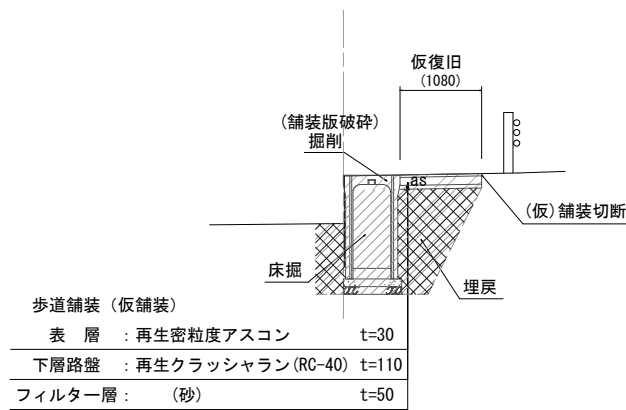 仮復旧
(1080)
(舗装版破砕)
掘削
as
(仮)舗装切断
床掘
埋戻
歩道舗装(仮舗装)
表 層 :再生密粒度アスコン t=30
下層路盤 :再生クラッシャラン(RC-40) t=110
フィルター層: (砂) t=50